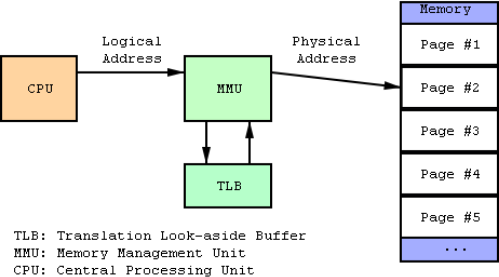 Memory
Logical
Address
Physical
Address
Page #1
CPU
MMU
Page #2
Page #3
TLB
Page #4
Page #5
...
TLB: Translation Look-aside Buffer
MMU: Memory Management Unit
CPU: Central Processing Unit